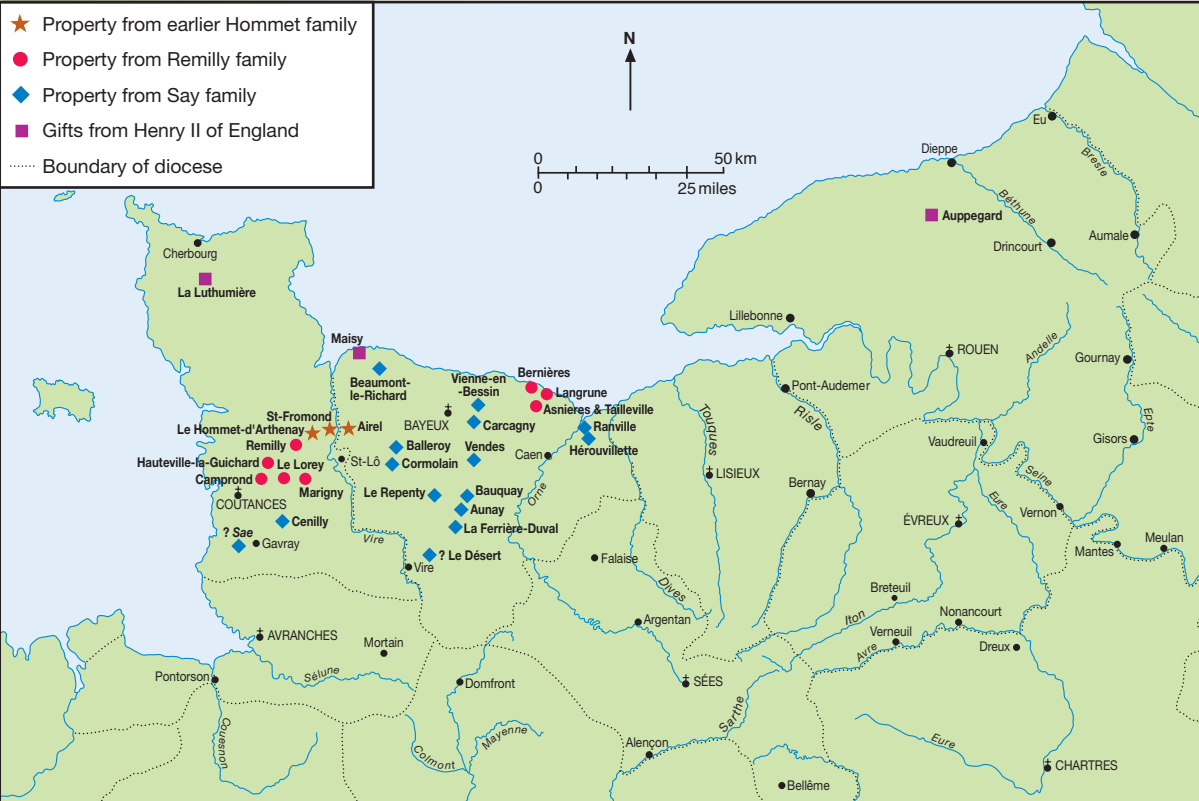 Property from earlier Hommet family
Property from Remilly family
Property from Say family
Gifts from Henry II of England
Boundary of diocese
N
0 50 km
0 25 miles
Eu
Dieppe
Bresle
Béthune
Auppegard
Drincourt
Aumale
Cherbourg
La Luthumière
Lillebonne
Maisy
ROUEN
Andelle
Gournay
Beaumont-
le-Richard
Vienne-en
-Bessin
Bernières
Langrune
Pont-Audemer
Asnieres & Tailleville
St-Fromond
Le Hommet-d'Arthenay
Airel
BAYEUX
Carcagny
Ranville
Touques
Risle
Epte
Remilly
Balleroy
Vendes
Hérouvillette
Vaudreuil
Gisors
Hauteville-la-Guichard
Le Lorey
St-Lô
Cormolain
Caen
LISIEUX
Seine
Camprond
Marigny
Le Repenty
Bauquay
Orne
Bernay
Eure
COUTANCES
Aunay
Vernon
Cenilly
La Ferrière-Duval
ÉVREUX
? Sae
Gavray
Vire
? Le Désert
Falaise
Mantes
Meulan
Vire
Dives
Breteuil
Iton
Nonancourt
AVRANCHES
Mortain
Argentan
Verneuil
Avre
Dreux
Pontorson
Sélune
Domfront
SÉES
Sarthe
Couesnon
Colmont
Mayenne
Alençon
Eure
CHARTRES
Bellême